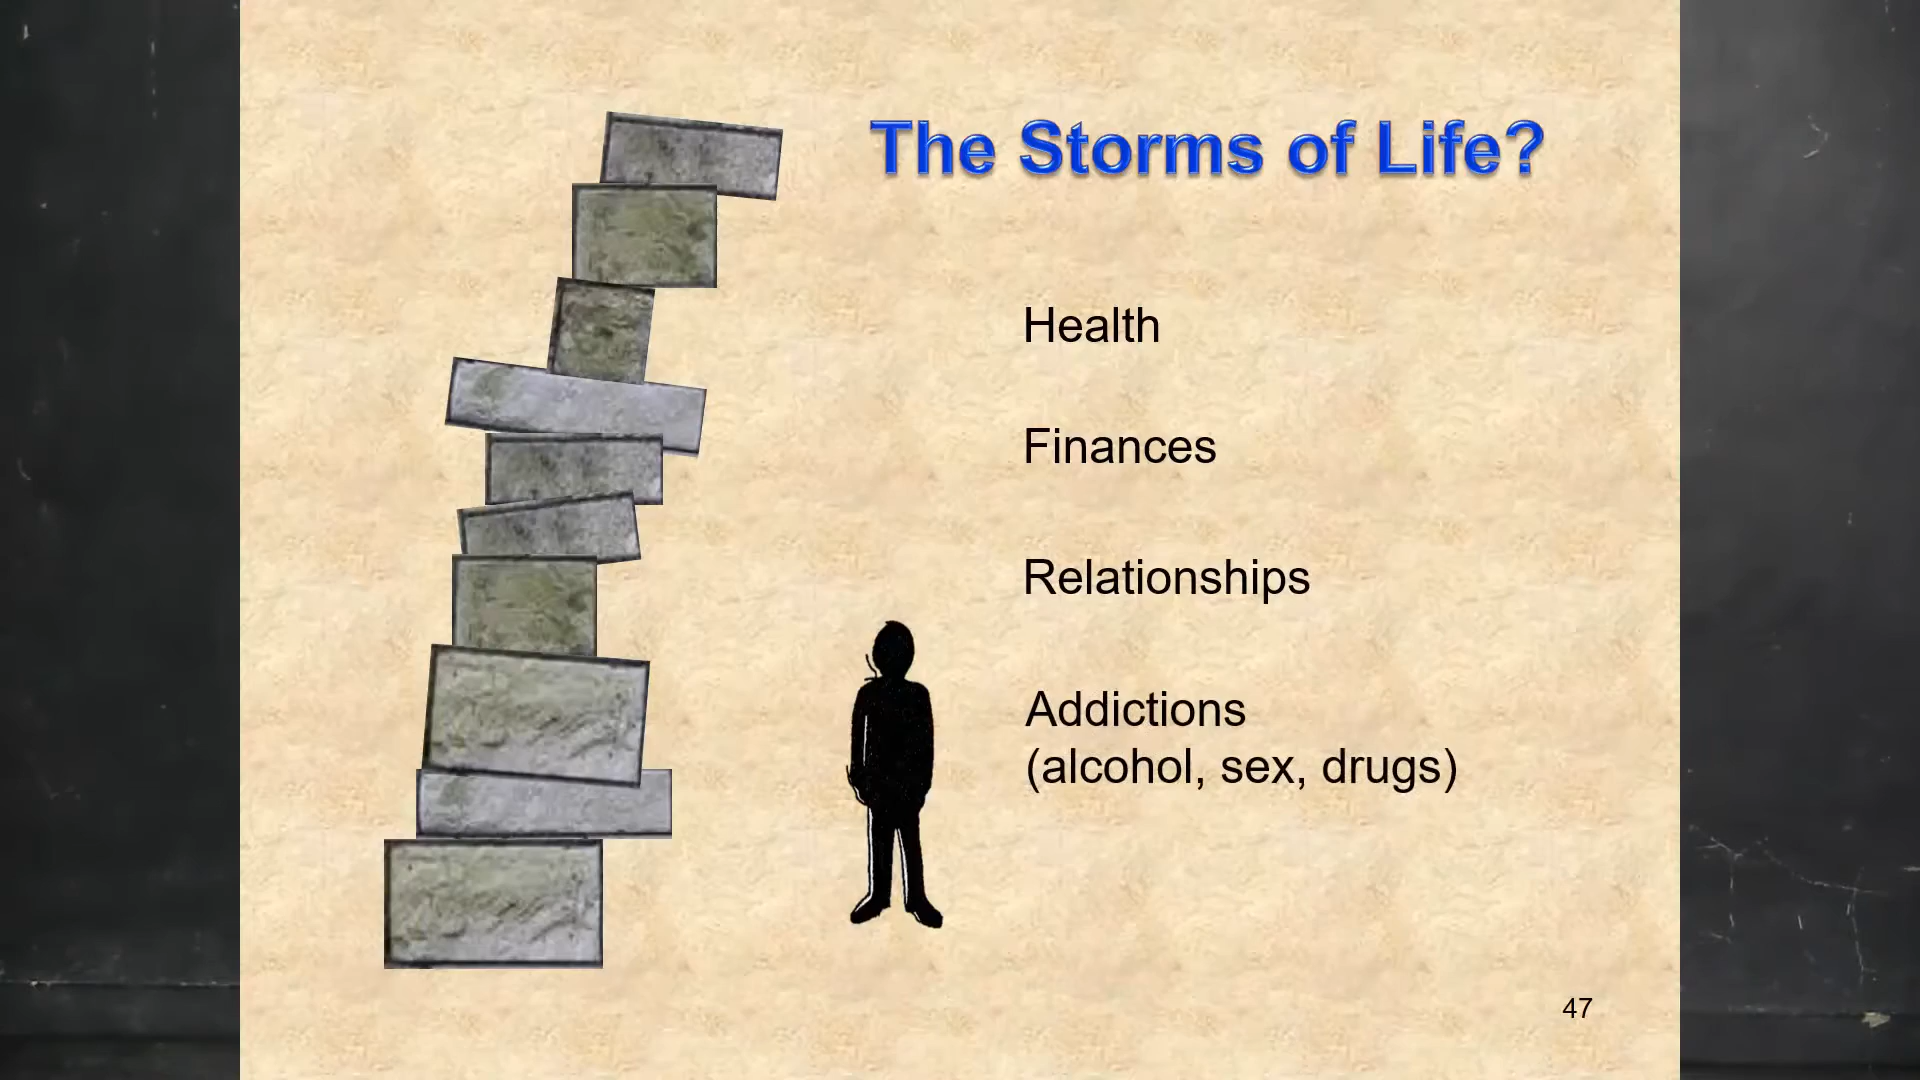 The Storms of Life?
Health
Finances
Relationships
Addictions
(alcohol, sex, drugs)
47